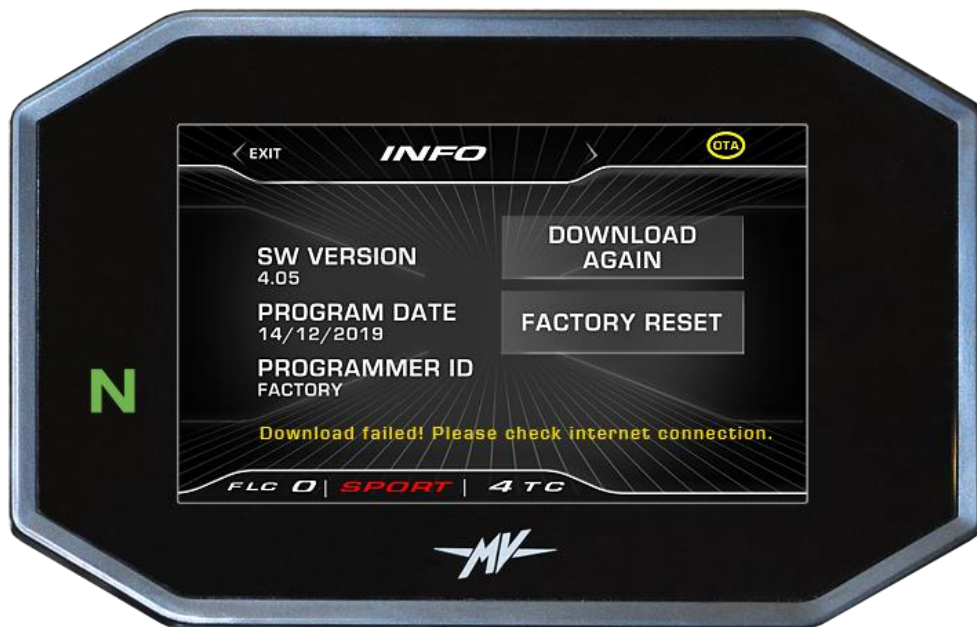 EXIT
INFO
OTA
SW VERSION
4.05
PROGRAM DATE
14/12/2019
PROGRAMMER ID
FACTORY
DOWNLOAD
AGAIN
FACTORY RESET
Download failed! Please check internet connection.
FLC 0 | SPORT | 4 TC
N
MV